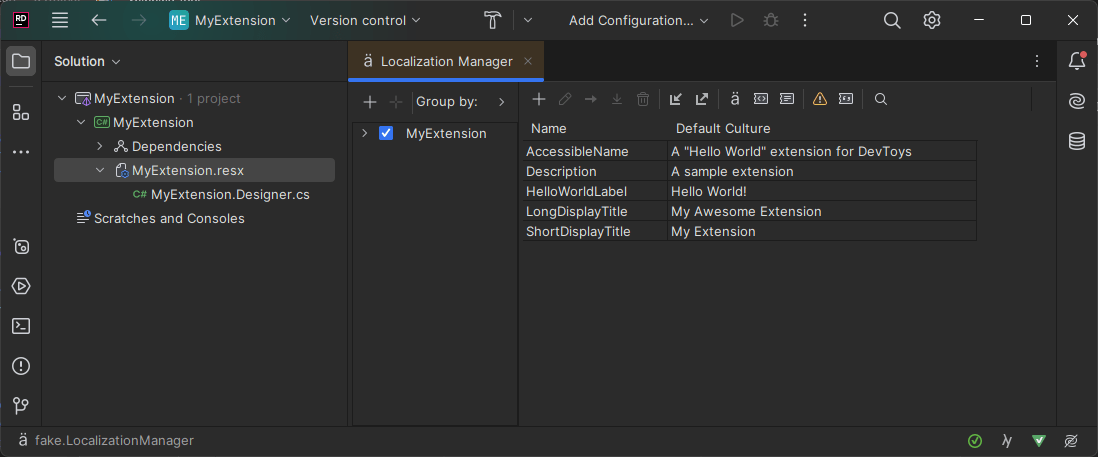 RD ME MyExtension Version control Add Configuration...
Solution ä Localization Manager
MyExtension · 1 project
MyExtension
Dependencies
MyExtension.resx
C# MyExtension.Designer.cs
Scratches and Consoles
Group by:
MyExtension
ä
Name Default Culture
AccessibleName A "Hello World" extension for DevToys
Description A sample extension
HelloWorldLabel Hello World!
LongDisplayTitle My Awesome Extension
ShortDisplayTitle My Extension
ä fake.LocalizationManager